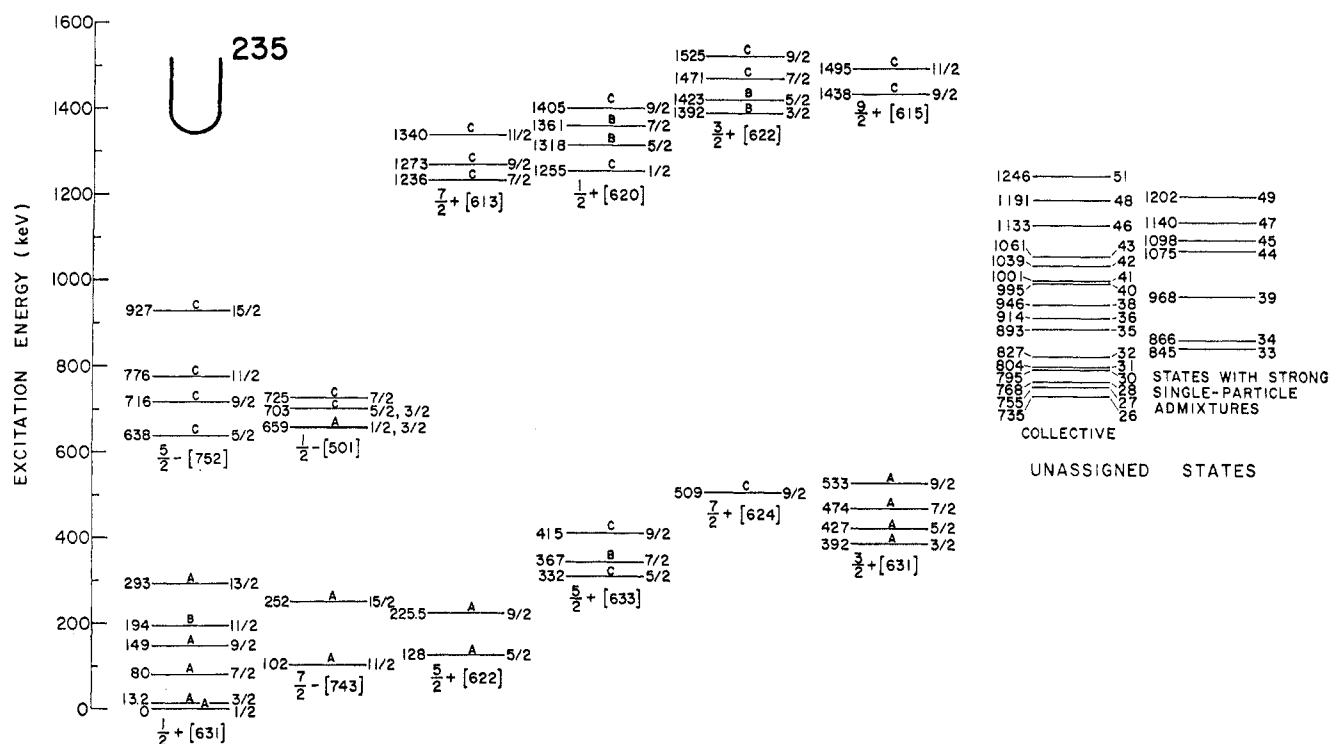 EXCITATION ENERGY (keV)
1600
1400
1200
1000
800
600
400
200
0
U 235
927 C 15/2
776 C 11/2
716 C 9/2
638 C 5/2
5/2 - [752]
725 C 7/2
703 C 5/2, 3/2
659 A 1/2, 3/2
1/2 - [501]
293 A 13/2
194 B 11/2
149 A 9/2
80 A 7/2
13.2 A 3/2
0 A 1/2
1/2 + [631]
252 A 15/2
102 A 11/2
7/2 - [743]
225.5 A 9/2
128 A 5/2
5/2 + [622]
1340 C 11/2
1273 C 9/2
1236 C 7/2
7/2 + [613]
1405 C 9/2
1361 B 7/2
1318 B 5/2
1255 C 1/2
1/2 + [620]
1525 C 9/2
1471 C 7/2
1423 B 5/2
1392 B 3/2
3/2 + [622]
1495 C 11/2
1438 C 9/2
9/2 + [615]
415 C 9/2
367 B 7/2
332 C 5/2
5/2 + [633]
509 C 9/2
7/2 + [624]
533 A 9/2
474 A 7/2
427 A 5/2
392 A 3/2
3/2 + [631]
1246 51
1191 48
1133 46
1061 43
1039 42
1001 41
995 40
946 38
914 36
893 35
827 32
804 31
795 30
768 28
755 27
735 26
COLLECTIVE
1202 49
1140 47
1098 45
1075 44
968 39
866 34
845 33
STATES WITH STRONG
SINGLE-PARTICLE
ADMIXTURES
UNASSIGNED STATES